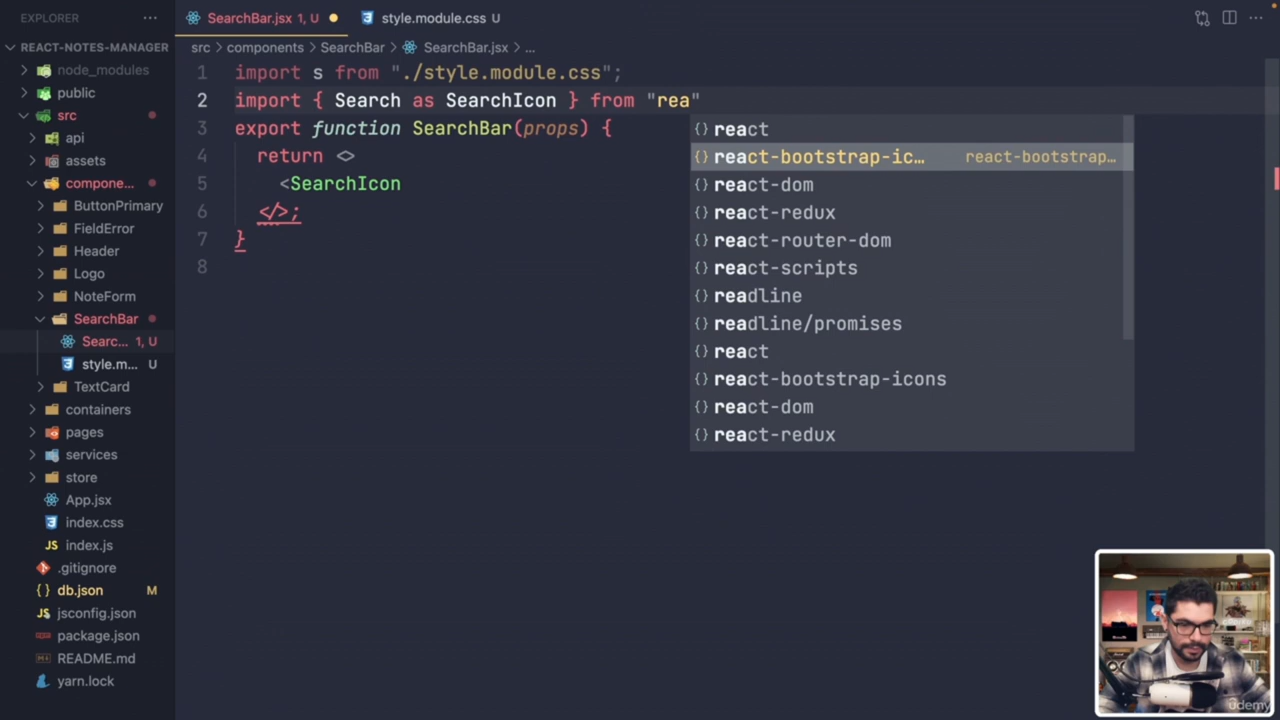 EXPLORER
REACT-NOTES-MANAGER
node_modules
public
src
api
assets
compone...
ButtonPrimary
FieldError
Header
Logo
NoteForm
SearchBar
Searc... 1, U
style.m... U
TextCard
containers
pages
services
store
App.jsx
index.css
JS index.js
.gitignore
{} db.json M
JS jsconfig.json
package.json
README.md
yarn.lock
SearchBar.jsx 1, U
style.module.css U
src > components > SearchBar > SearchBar.jsx > ...
1 import s from "./style.module.css";
2 import { Search as SearchIcon } from "rea"
3 export function SearchBar(props) {
4 return <>
5 <SearchIcon
6 </>;
7 }
8
{} react
{} react-bootstrap-ic… react-bootstrap…
{} react-dom
{} react-redux
{} react-router-dom
{} react-scripts
{} readline
{} readline/promises
{} react
{} react-bootstrap-icons
{} react-dom
{} react-redux
udemy